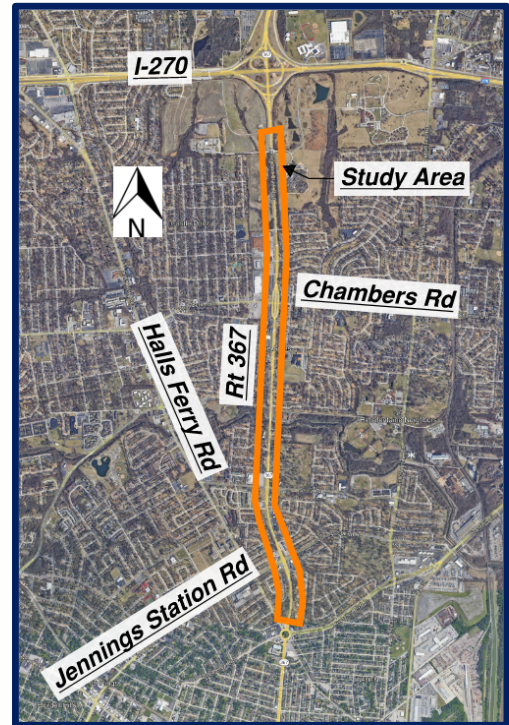 I-270
Study Area
N
Chambers Rd
Rt 367
Halls Ferry Rd
Jennings Station Rd